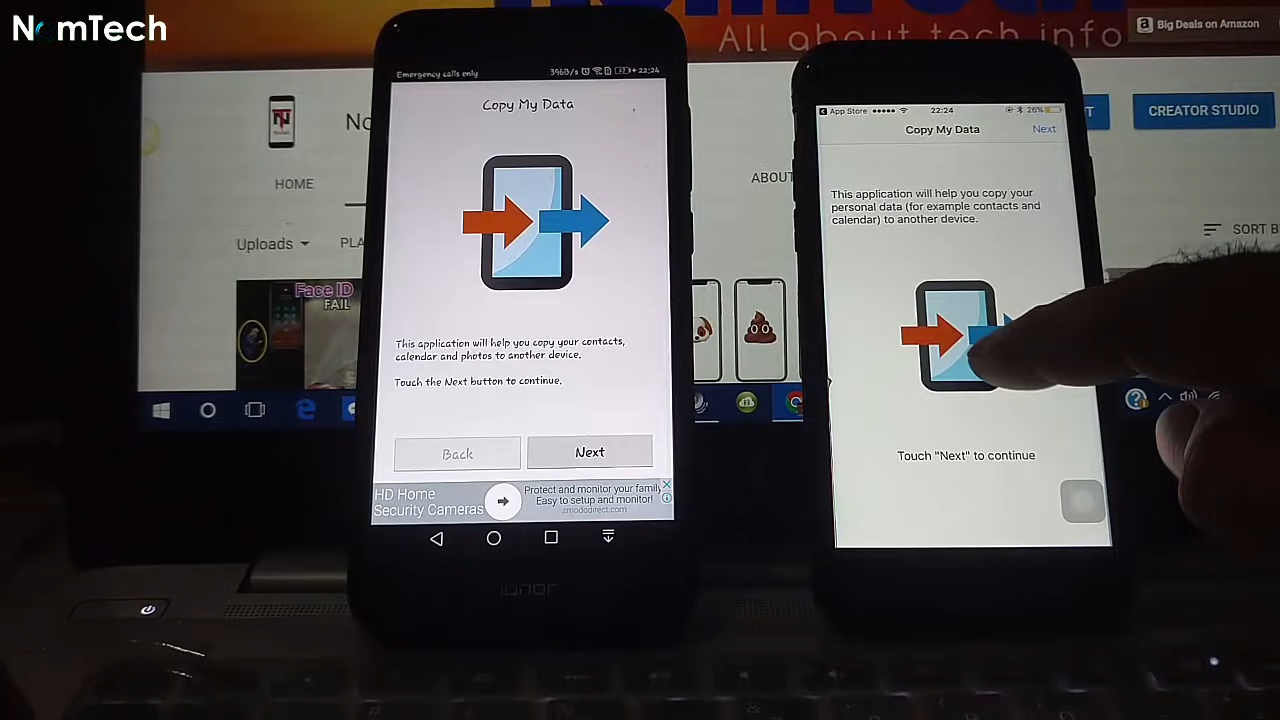 NomTech
All about tech info
Big Deals on Amazon
CREATOR STUDIO
HOME
ABOUT
Uploads
SORT
Face ID
FAIL
Emergency calls only
22:24
Copy My Data
This application will help you copy your contacts,
calendar and photos to another device.
Touch the Next button to continue.
Back
Next
HD Home
Security Cameras
Protect and monitor your family
Easy to setup and monitor!
zmododirect.com
honor
App Store
22:24
26%
Copy My Data
Next
This application will help you copy your
personal data (for example contacts and
calendar) to another device.
Touch "Next" to continue